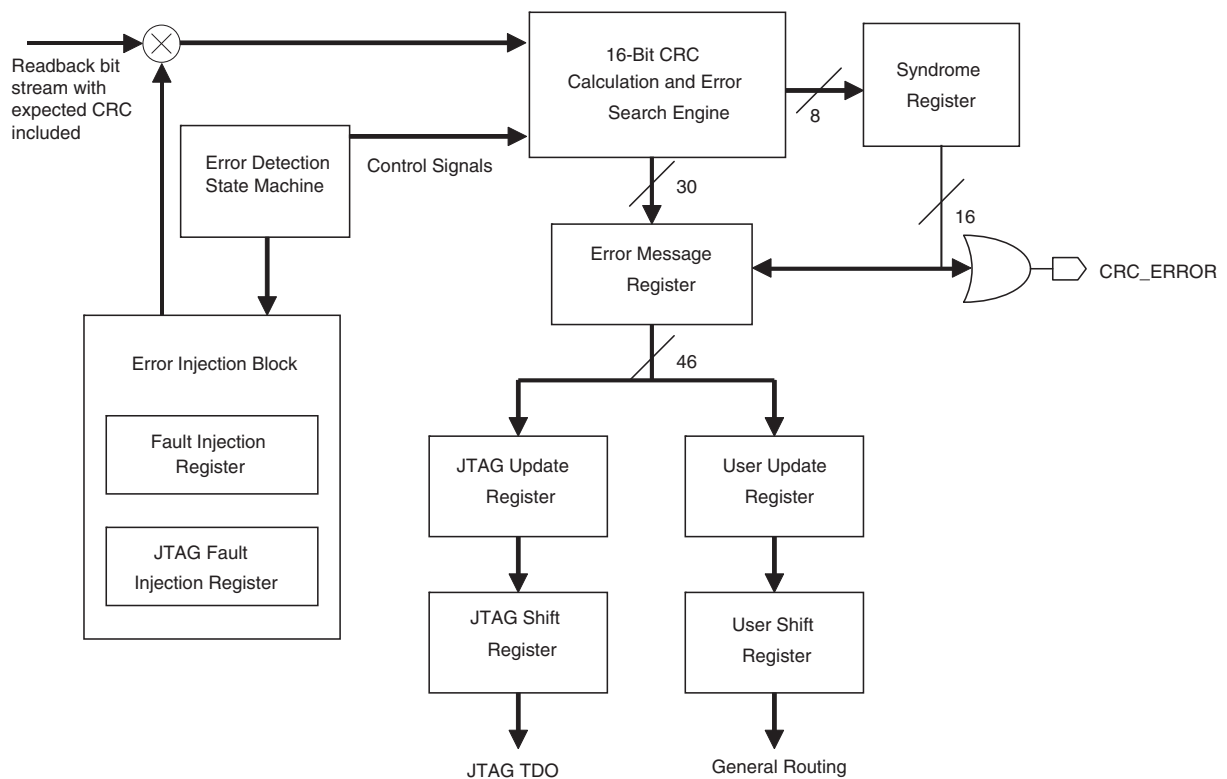 Readback bit
stream with
expected CRC
included
16-Bit CRC
Calculation and Error
Search Engine
8
Syndrome
Register
Error Detection
State Machine
Control Signals
30
16
Error Message
Register
CRC_ERROR
46
Error Injection Block
Fault Injection
Register
JTAG Fault
Injection Register
JTAG Update
Register
User Update
Register
JTAG Shift
Register
User Shift
Register
JTAG TDO
General Routing